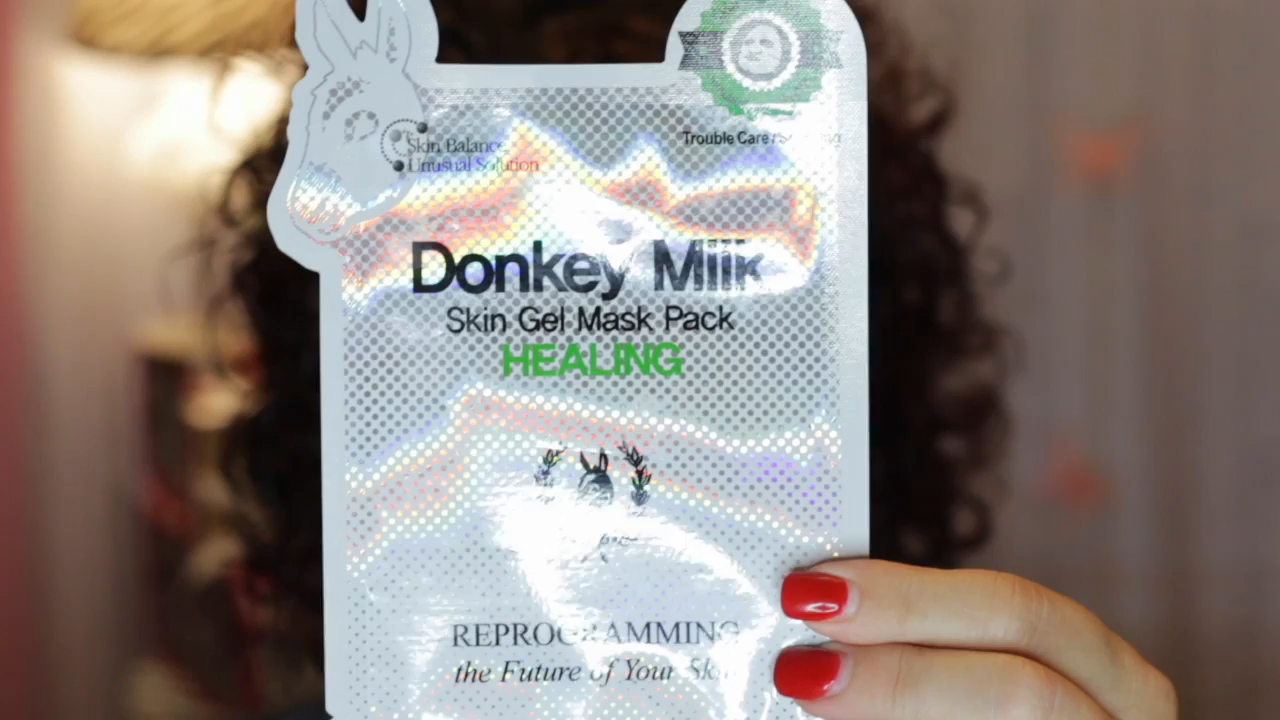 Skin Balance
Unusual Solution
Trouble Care /
Donkey Milk
Skin Gel Mask Pack
HEALING
REPROGRAMMING
the Future of Your